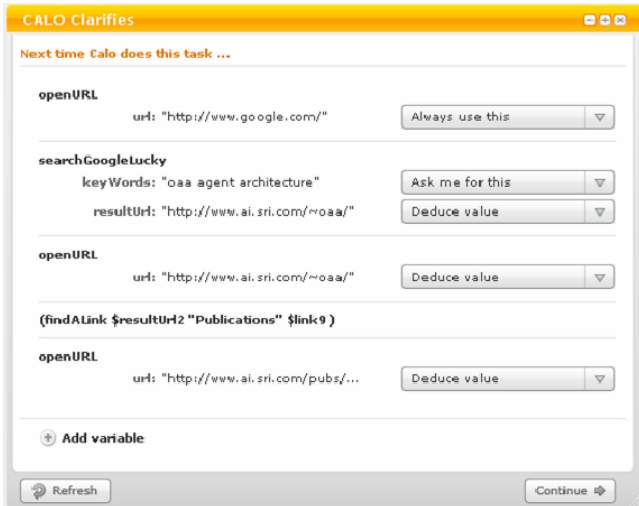 CALO Clarifies
Next time Calo does this task ...
openURL
url: "http://www.google.com/" Always use this
searchGoogleLucky
keyWords: "oaa agent architecture" Ask me for this
resultUrl: "http://www.ai.sri.com/~oaa/" Deduce value
openURL
url: "http://www.ai.sri.com/~oaa/" Deduce value
(findALink $resultUrl2 "Publications" $link9 )
openURL
url: "http://www.ai.sri.com/pubs/... Deduce value
Add variable
Refresh Continue